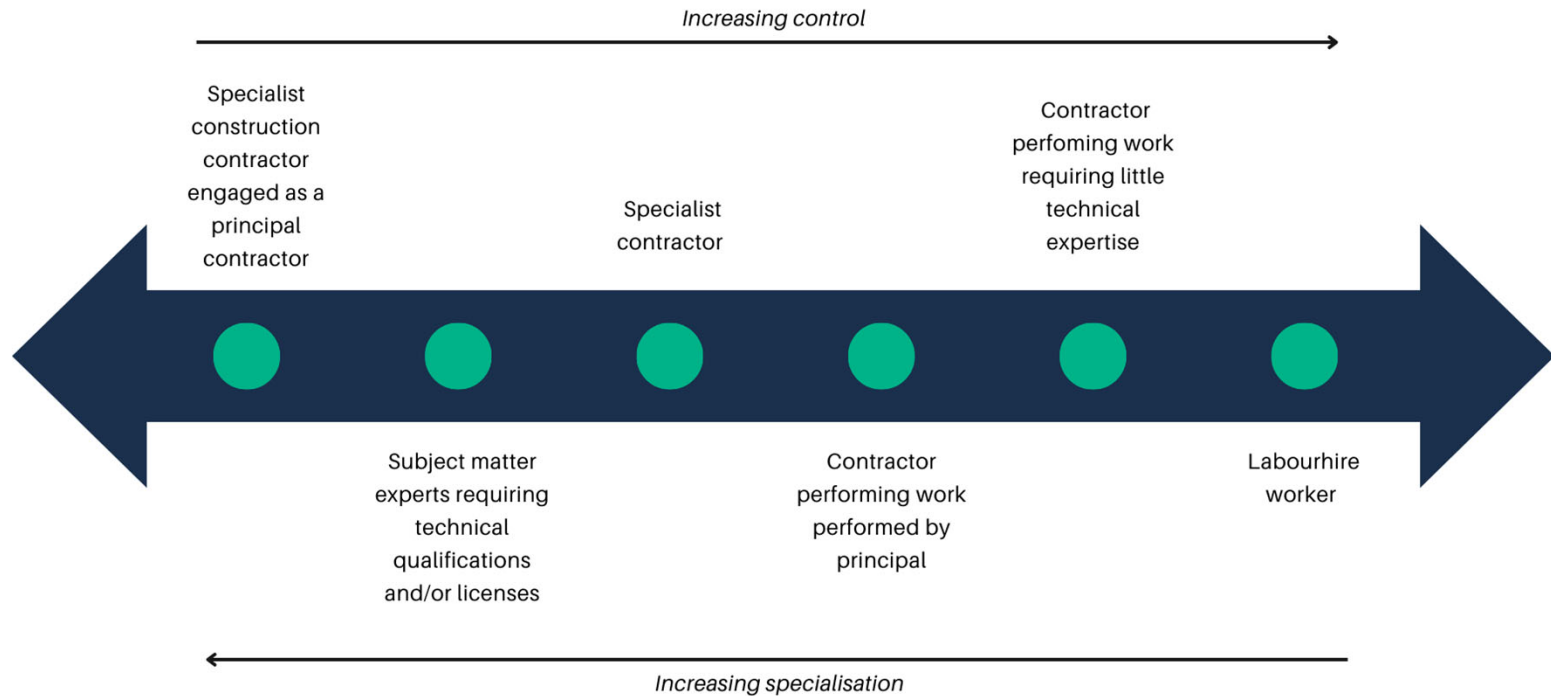 Increasing control
Specialist
construction
contractor
engaged as a
principal
contractor
Specialist
contractor
Contractor
perfoming work
requiring little
technical
expertise
Subject matter
experts requiring
technical
qualifications
and/or licenses
Contractor
performing work
performed by
principal
Labourhire
worker
Increasing specialisation